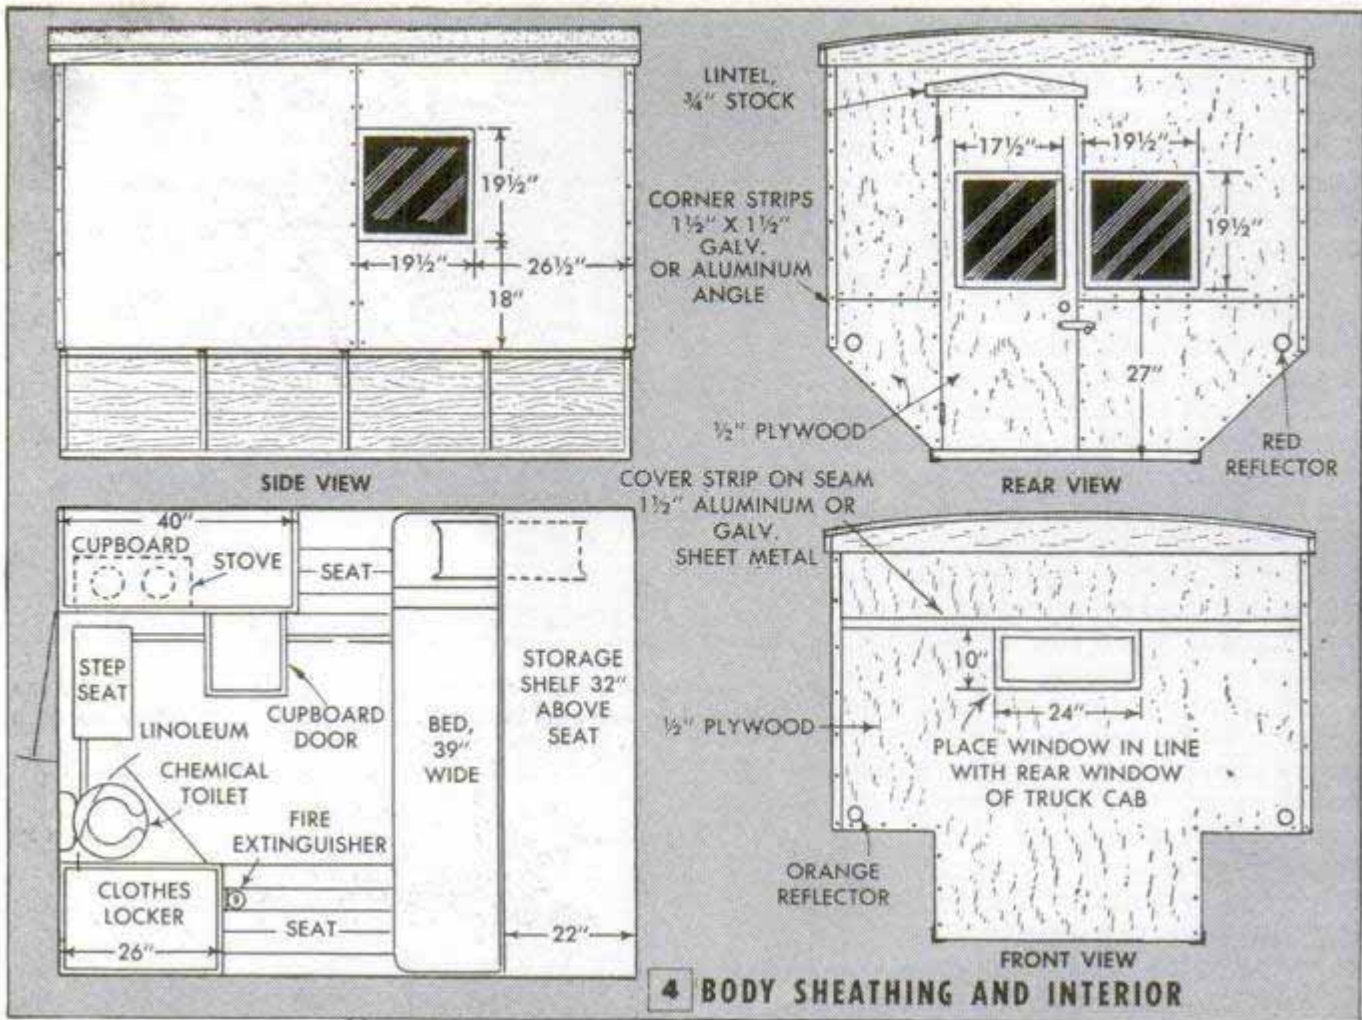 19½"
19½"
26½"
18"
SIDE VIEW
LINTEL,
¾" STOCK
CORNER STRIPS
1½" X 1½"
GALV.
OR ALUMINUM
ANGLE
17½"
19½"
19½"
27"
½" PLYWOOD
RED
REFLECTOR
REAR VIEW
COVER STRIP ON SEAM
1½" ALUMINUM OR
GALV.
SHEET METAL
40"
CUPBOARD
STOVE
SEAT
STEP
SEAT
CUPBOARD
DOOR
LINOLEUM
CHEMICAL
TOILET
FIRE
EXTINGUISHER
CLOTHES
LOCKER
26"
SEAT
BED,
39"
WIDE
STORAGE
SHELF 32"
ABOVE
SEAT
22"
10"
24"
½" PLYWOOD
PLACE WINDOW IN LINE
WITH REAR WINDOW
OF TRUCK CAB
ORANGE
REFLECTOR
FRONT VIEW
4 BODY SHEATHING AND INTERIOR